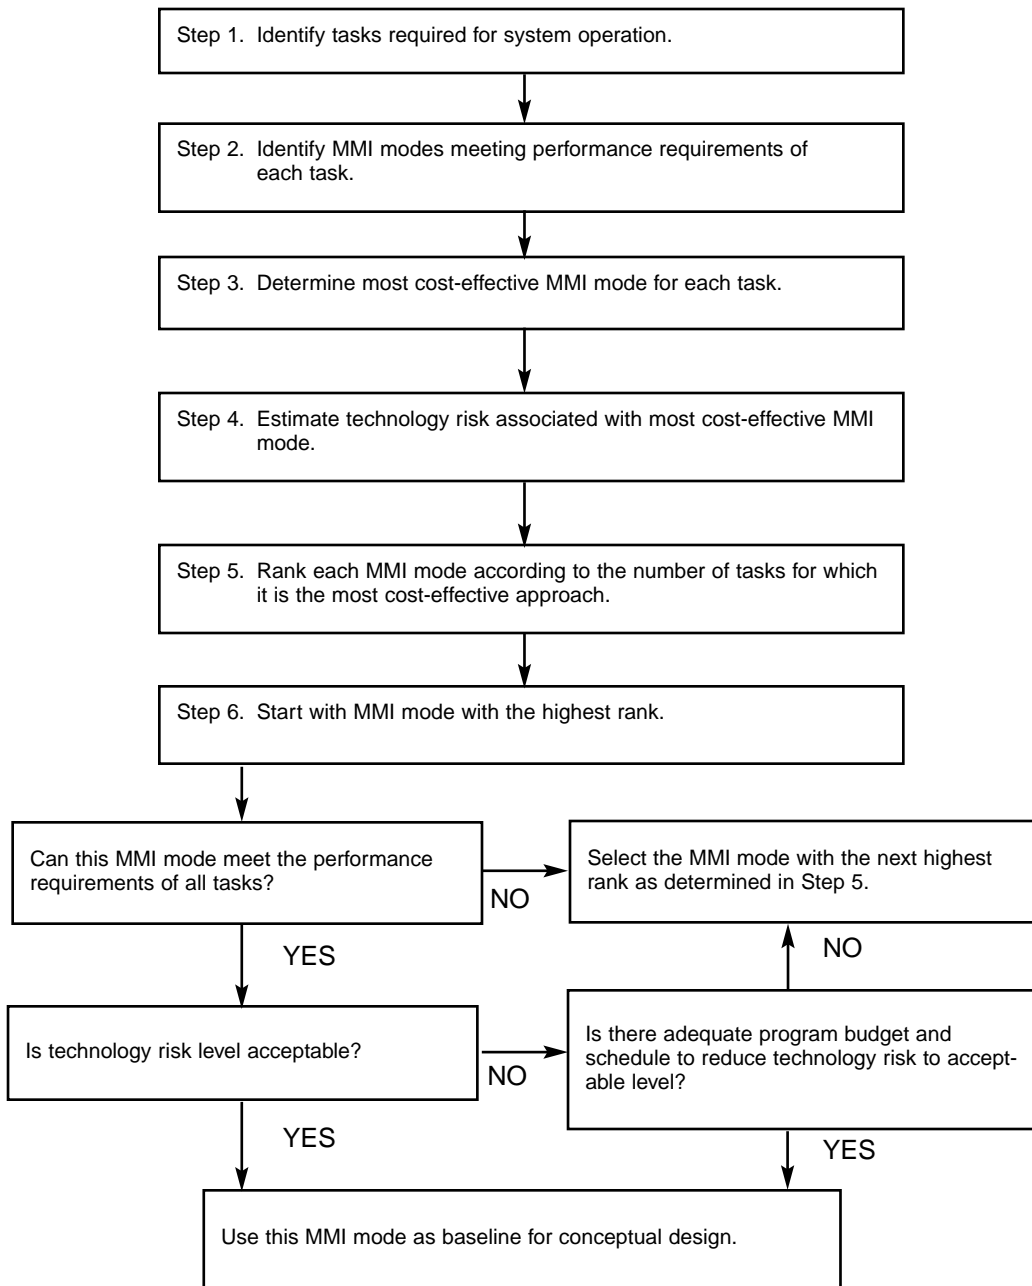 Step 1. Identify tasks required for system operation.
Step 2. Identify MMI modes meeting performance requirements of
each task.
Step 3. Determine most cost-effective MMI mode for each task.
Step 4. Estimate technology risk associated with most cost-effective MMI
mode.
Step 5. Rank each MMI mode according to the number of tasks for which
it is the most cost-effective approach.
Step 6. Start with MMI mode with the highest rank.
Can this MMI mode meet the performance
requirements of all tasks?
NO
Select the MMI mode with the next highest
rank as determined in Step 5.
YES
NO
Is technology risk level acceptable?
NO
Is there adequate program budget and
schedule to reduce technology risk to accept-
able level?
YES
YES
Use this MMI mode as baseline for conceptual design.